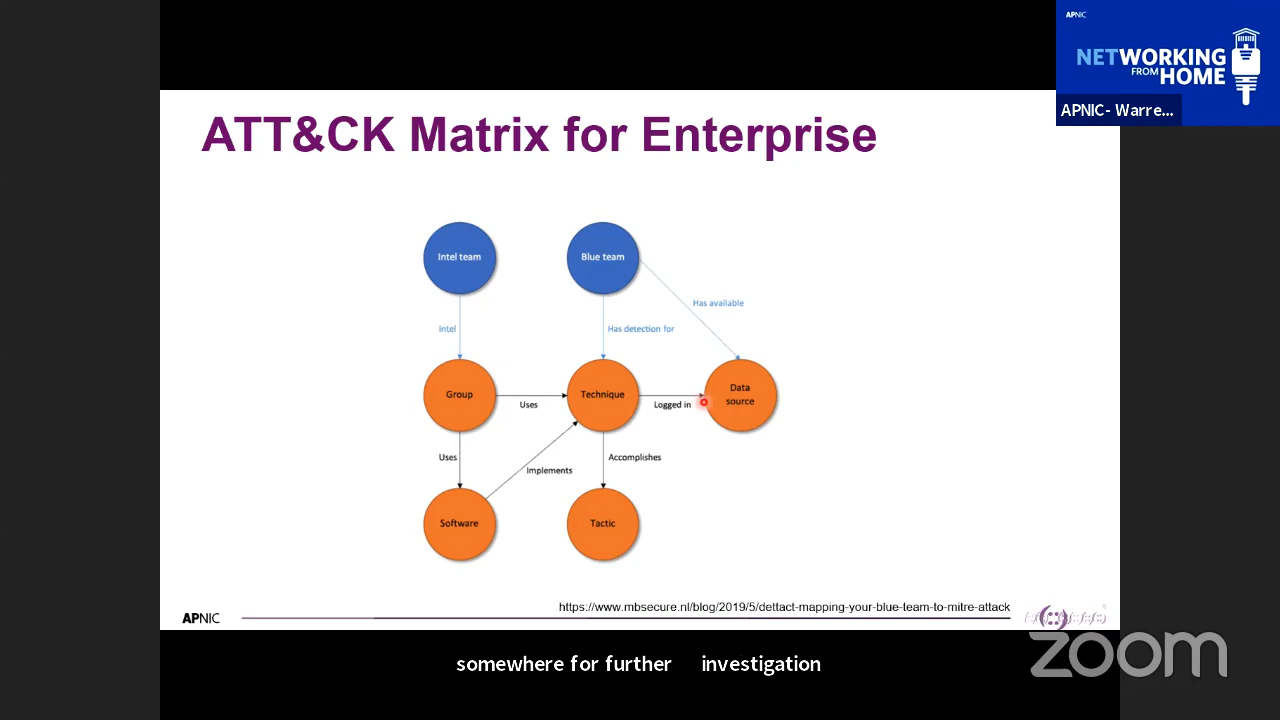 APNIC
NETWORKING
FROM HOME
APNIC- Warre...
ATT&CK Matrix for Enterprise
Intel team
Blue team
Has available
Intel
Has detection for
Group
Uses
Technique
Logged in
Data
source
Uses
Implements
Accomplishes
Software
Tactic
https://www.mbsecure.nl/blog/2019/5/dettact-mapping-your-blue-team-to-mitre-attack
APNIC
somewhere for further investigation
zoom